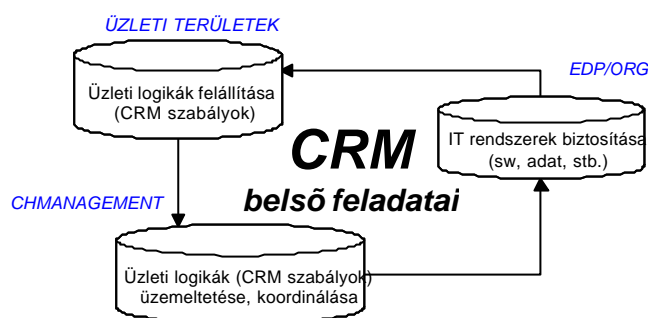 ÜZLETI TERÜLETEK
EDP/ORG
Üzleti logikák felállítása
(CRM szabályok)
IT rendszerek biztosítása
(sw, adat, stb.)
CRM
belsõ feladatai
CHMANAGEMENT
Üzleti logikák (CRM szabályok)
üzemeltetése, koordinálása